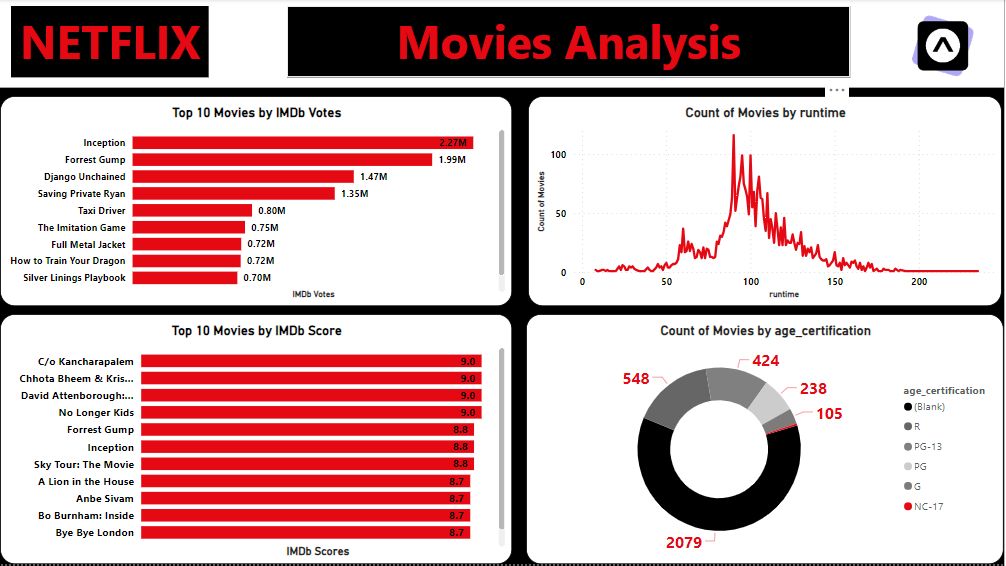 NETFLIX
Movies Analysis
Top 10 Movies by IMDb Votes
Inception 2.27M
Forrest Gump 1.99M
Django Unchained 1.47M
Saving Private Ryan 1.35M
Taxi Driver 0.80M
The Imitation Game 0.75M
Full Metal Jacket 0.72M
How to Train Your Dragon 0.72M
Silver Linings Playbook 0.70M
IMDb Votes
Count of Movies by runtime
Count of Movies
100
50
0
0 50 100 150 200
runtime
Top 10 Movies by IMDb Score
C/o Kancharapalem 9.0
Chhota Bheem & Kris... 9.0
David Attenborough:... 9.0
No Longer Kids 9.0
Forrest Gump 8.8
Inception 8.8
Sky Tour: The Movie 8.8
A Lion in the House 8.7
Anbe Sivam 8.7
Bo Burnham: Inside 8.7
Bye Bye London 8.7
IMDb Scores
Count of Movies by age_certification
424
548
238
105
2079
age_certification
(Blank)
R
PG-13
PG
G
NC-17